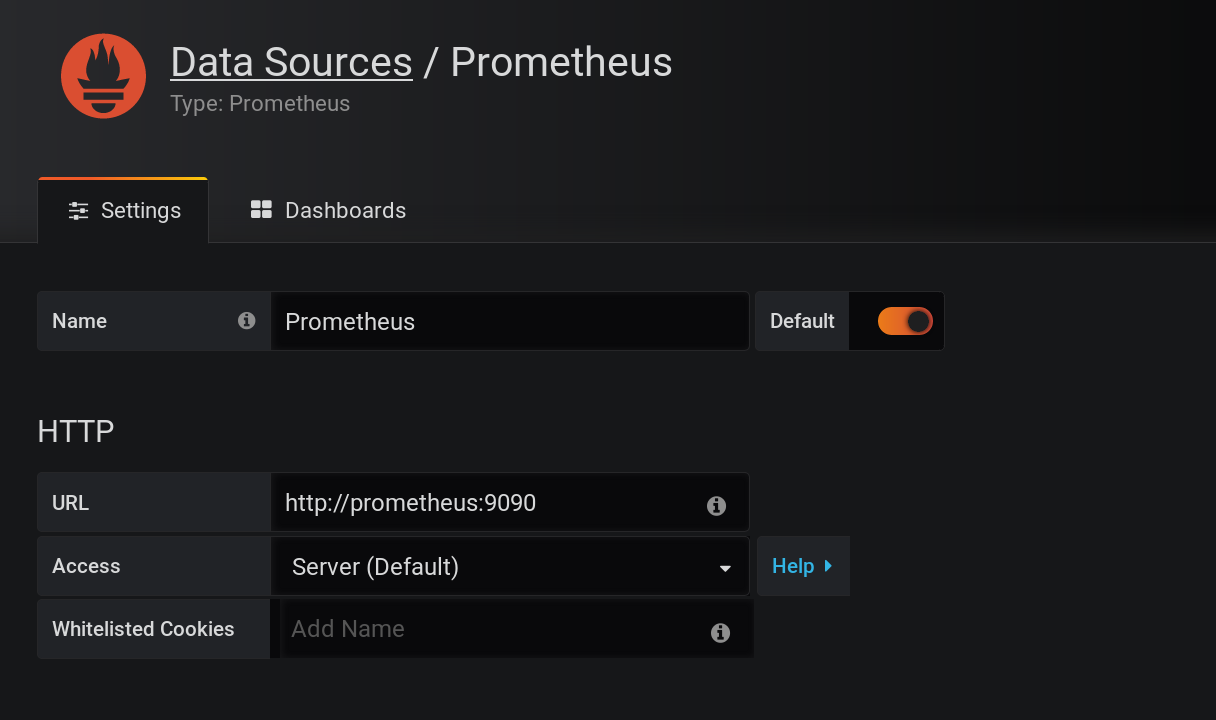 Data Sources / Prometheus
Type: Prometheus
Settings Dashboards
Name Prometheus Default
HTTP
URL http://prometheus:9090
Access Server (Default) Help
Whitelisted Cookies Add Name